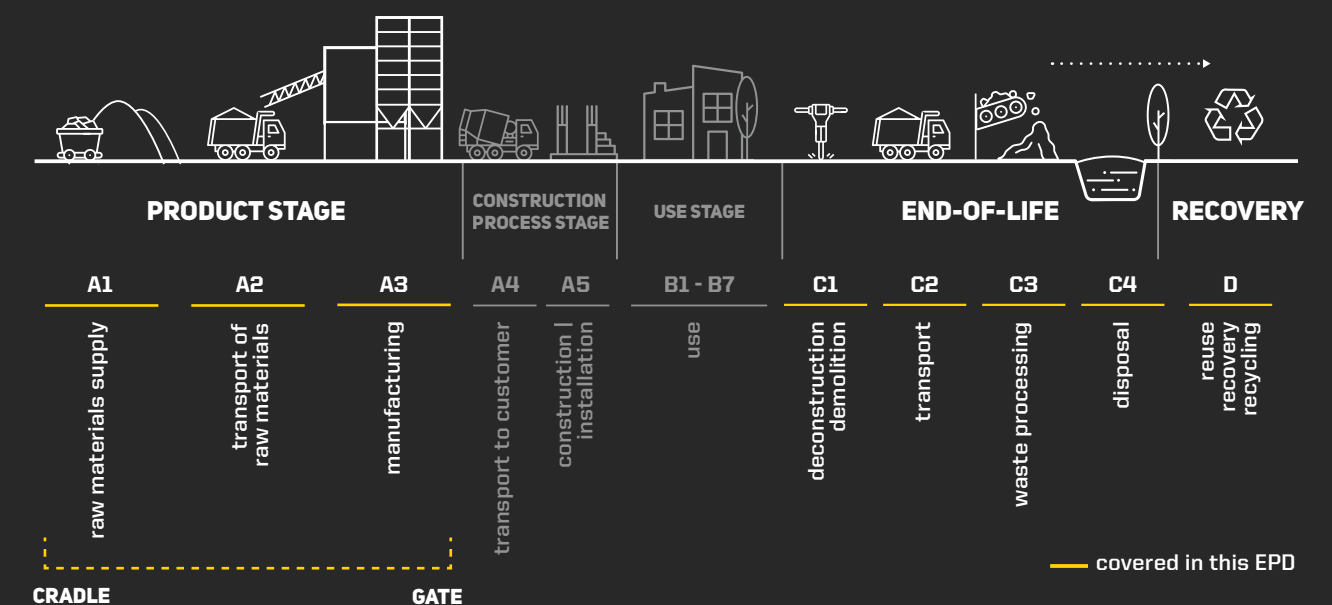 PRODUCT STAGE
CONSTRUCTION
PROCESS STAGE
USE STAGE
END-OF-LIFE
RECOVERY
A1
A2
A3
A4
A5
B1 - B7
C1
C2
C3
C4
D
raw materials supply
transport of
raw materials
manufacturing
transport to customer
construction |
installation
use
deconstruction
demolition
transport
waste processing
disposal
reuse
recovery
recycling
covered in this EPD
CRADLE
GATE